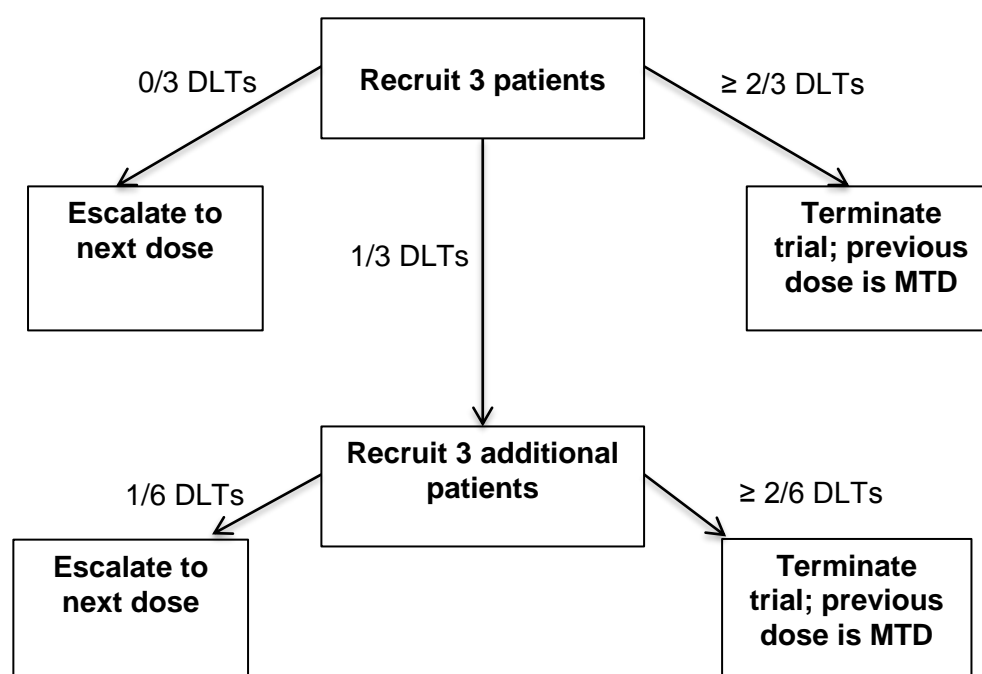 Recruit 3 patients
0/3 DLTs
≥ 2/3 DLTs
Escalate to
next dose
1/3 DLTs
Terminate
trial; previous
dose is MTD
Recruit 3 additional
patients
1/6 DLTs
≥ 2/6 DLTs
Escalate to
next dose
Terminate
trial; previous
dose is MTD